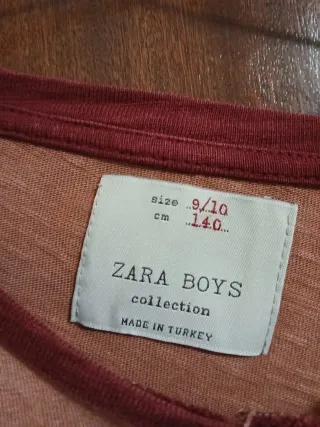 size 9/10
cm 140
ZARA BOYS
collection
MADE IN TURKEY